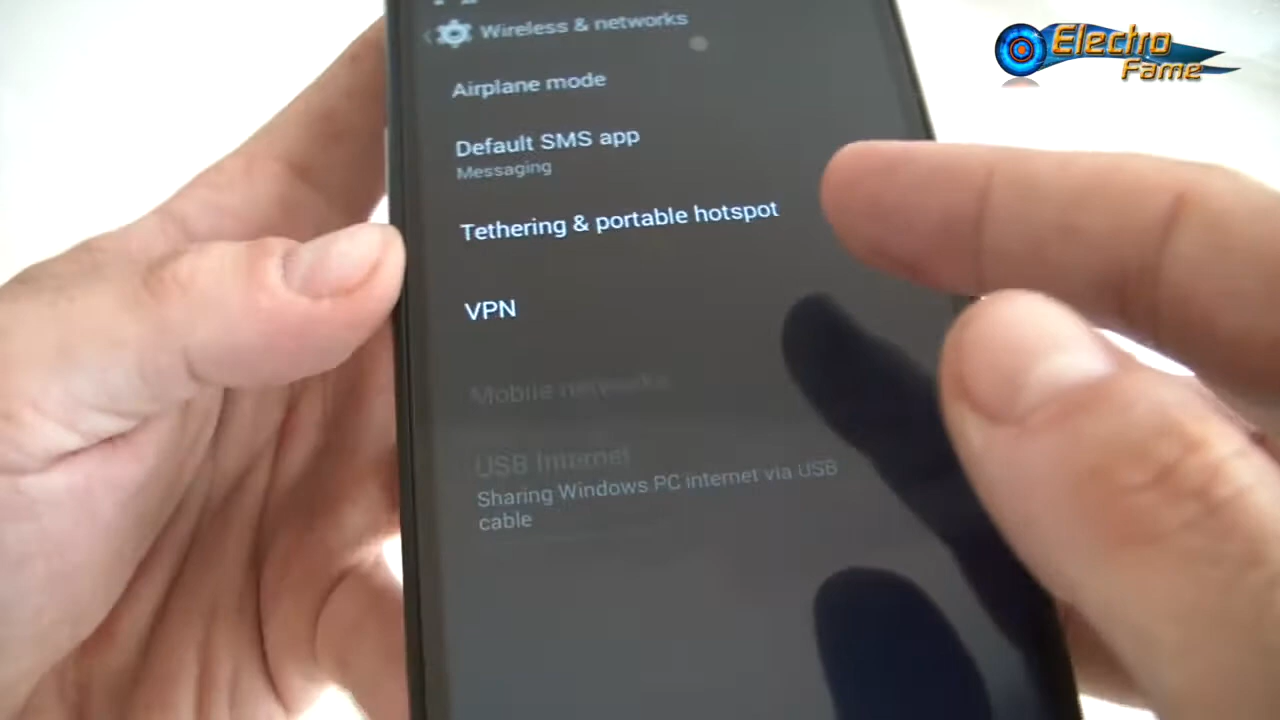 Wireless & networks
Electro
Fame
Airplane mode
Default SMS app
Messaging
Tethering & portable hotspot
VPN
Mobile networks
USB Internet
Sharing Windows PC internet via USB
cable